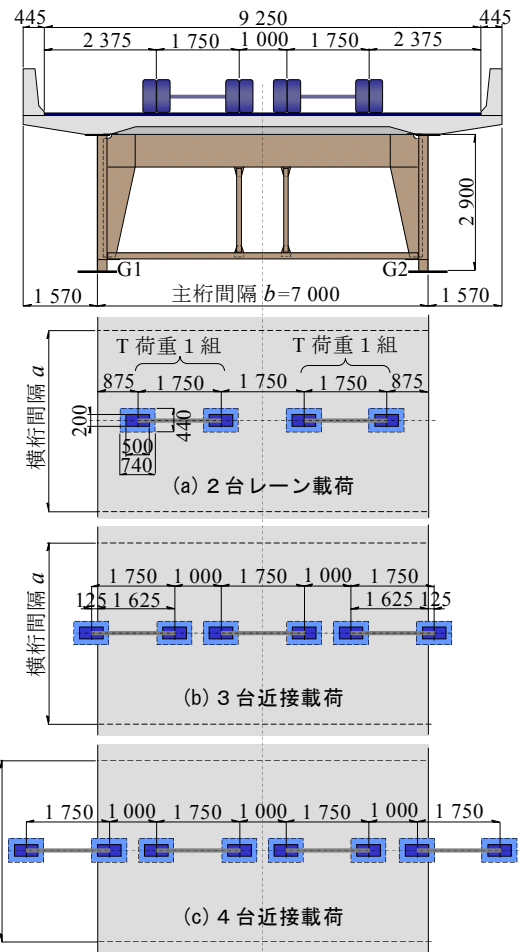 445 9 250 445
2 375 1 750 1 000 1 750 2 375
2 900
G1 G2
1 570 主桁間隔 b=7 000 1 570
T 荷重 1 組 T 荷重 1 組
875 1 750 1 750 1 750 875
横桁間隔 a
200 440
500
740
(a) 2 台レーン載荷
1 750 1 000 1 750 1 000 1 750
125 1 625 1 625 125
横桁間隔 a
(b) 3 台近接載荷
1 750 1 000 1 750 1 000 1 750 1 000 1 750
(c) 4 台近接載荷